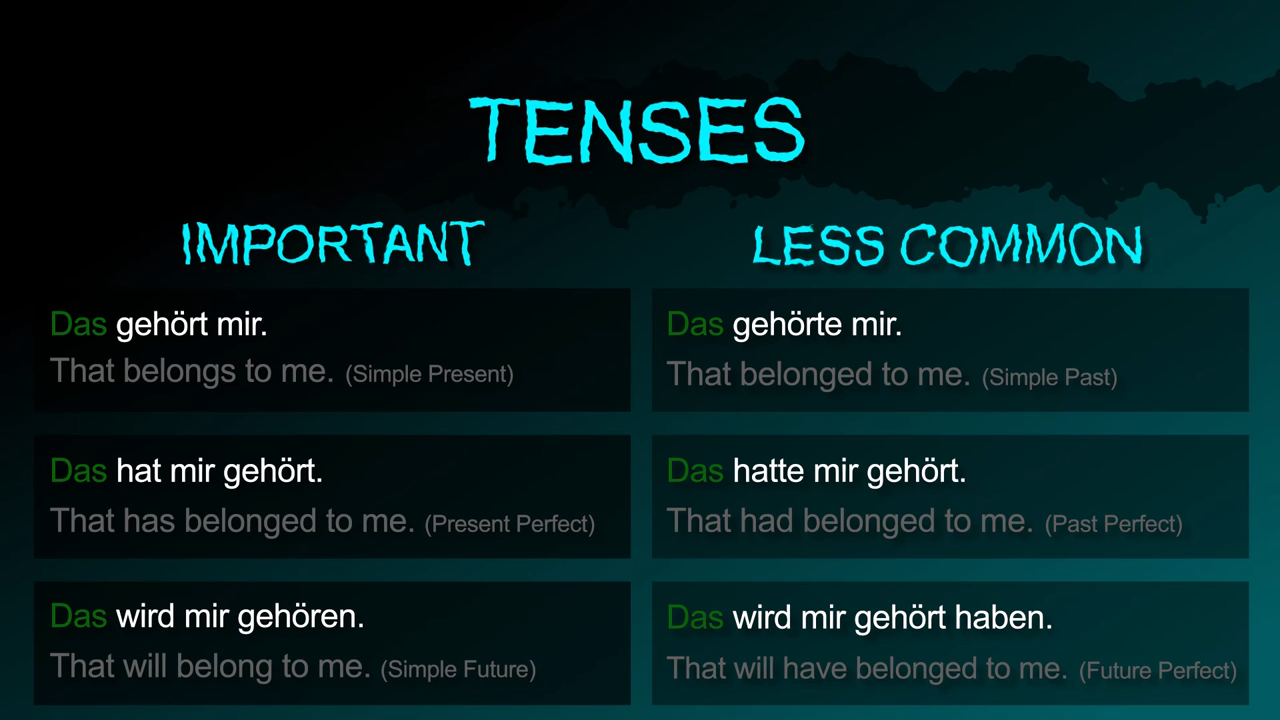 TENSES
IMPORTANT
Das gehört mir.
That belongs to me. (Simple Present)
Das hat mir gehört.
That has belonged to me. (Present Perfect)
Das wird mir gehören.
That will belong to me. (Simple Future)
LESS COMMON
Das gehörte mir.
That belonged to me. (Simple Past)
Das hatte mir gehört.
That had belonged to me. (Past Perfect)
Das wird mir gehört haben.
That will have belonged to me. (Future Perfect)